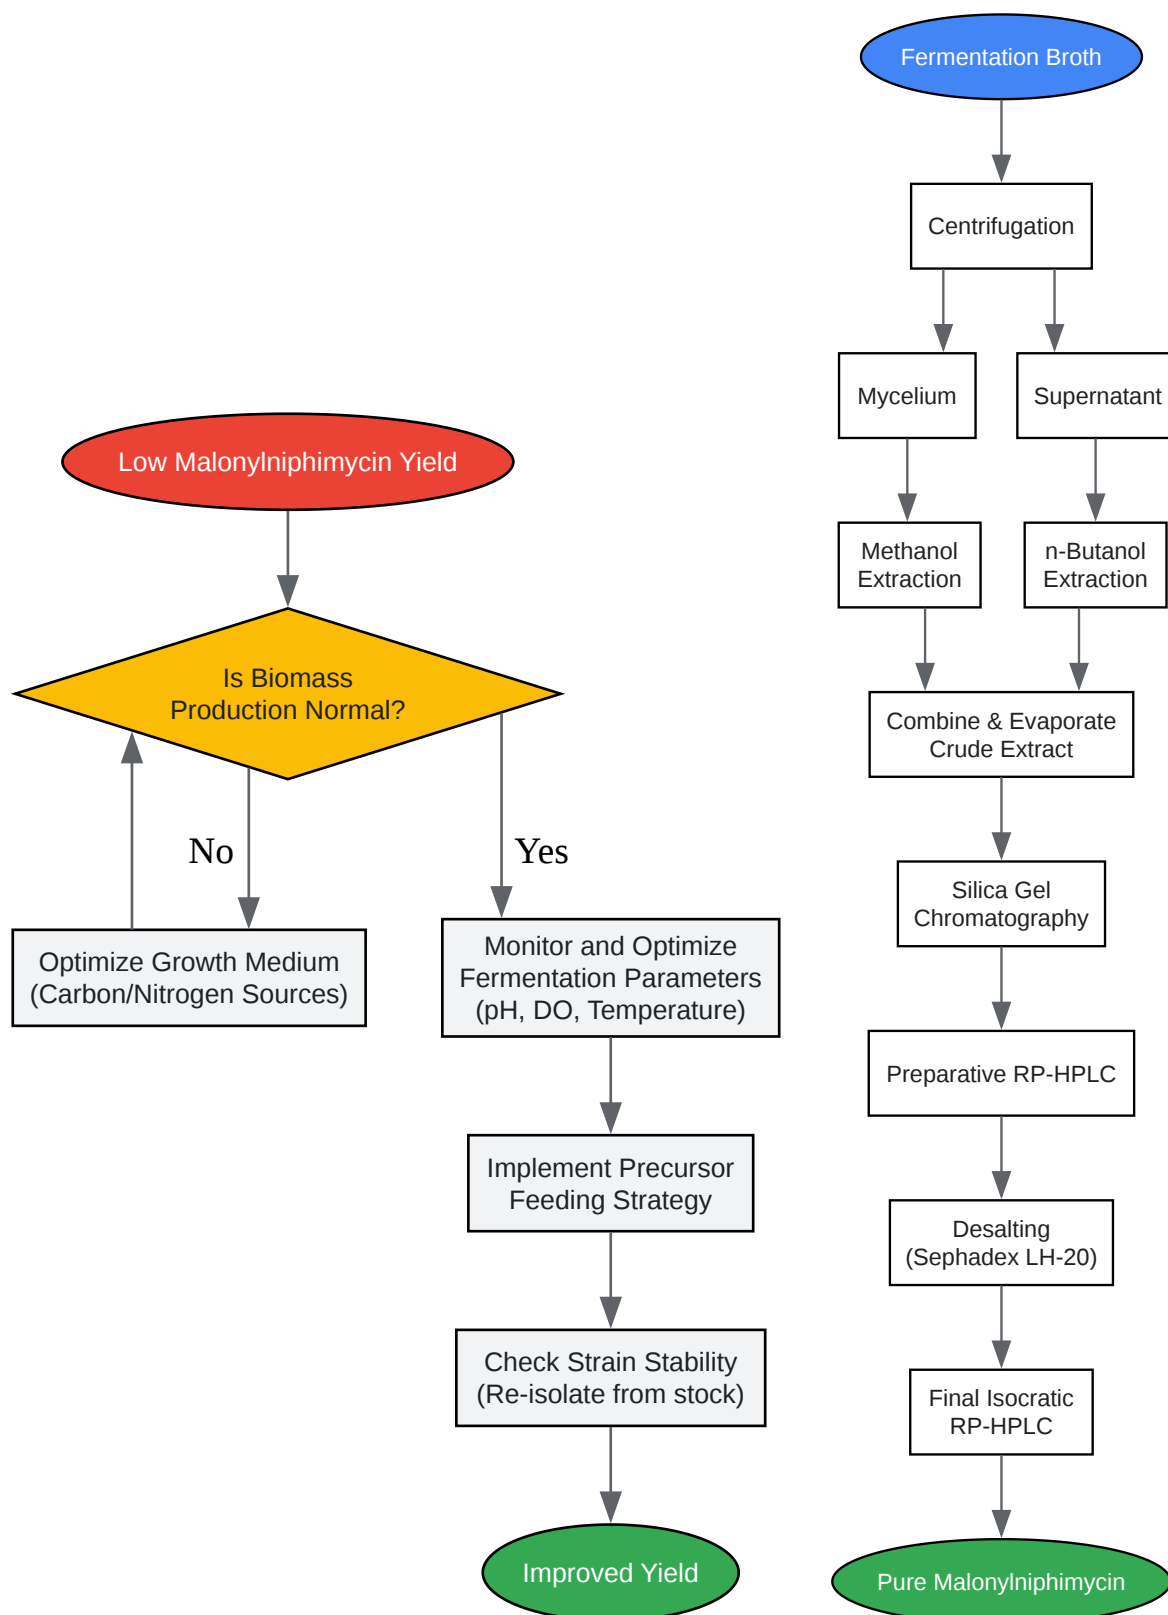 Low Malonylniphimycin Yield
Is Biomass
Production Normal?
No
Yes
Optimize Growth Medium
(Carbon/Nitrogen Sources)
Monitor and Optimize
Fermentation Parameters
(pH, DO, Temperature)
Implement Precursor
Feeding Strategy
Check Strain Stability
(Re-isolate from stock)
Improved Yield
Fermentation Broth
Centrifugation
Mycelium
Supernatant
Methanol
Extraction
n-Butanol
Extraction
Combine & Evaporate
Crude Extract
Silica Gel
Chromatography
Preparative RP-HPLC
Desalting
(Sephadex LH-20)
Final Isocratic
RP-HPLC
Pure Malonylniphimycin